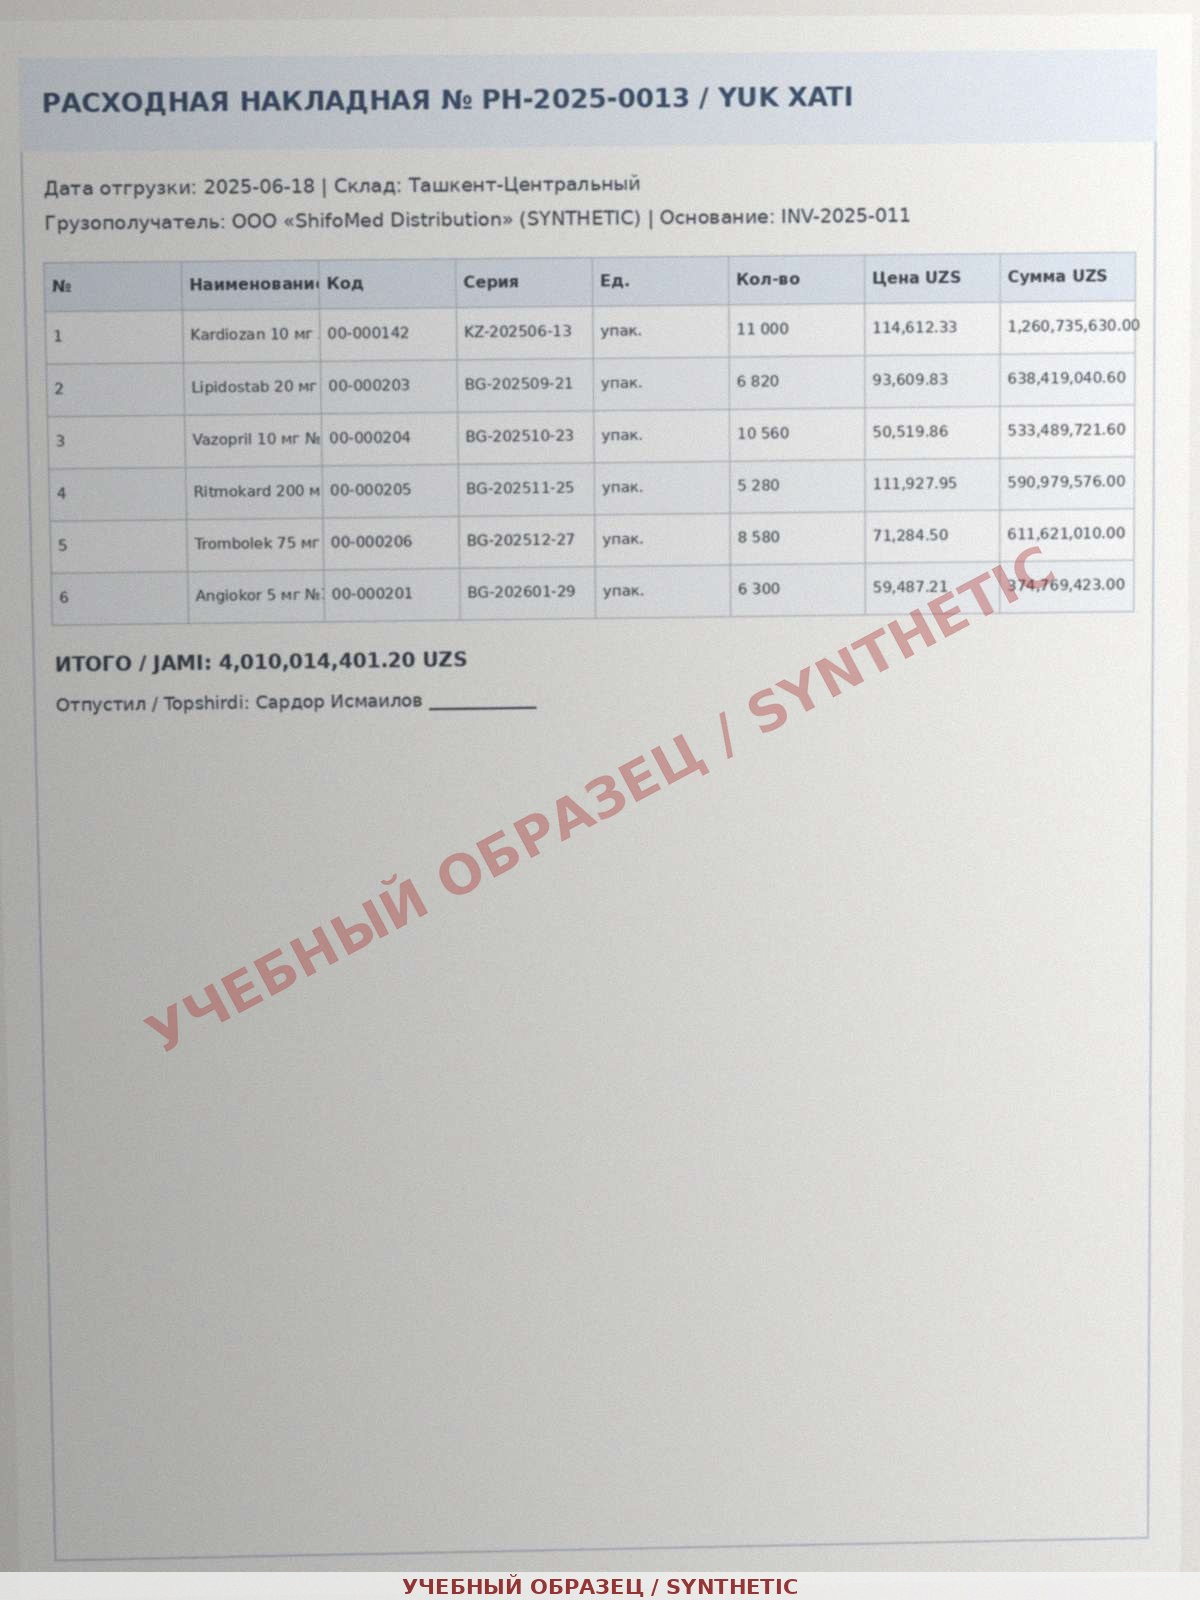 РАСХОДНАЯ НАКЛАДНАЯ № РН-2025-0013 / YUK XATI
Дата отгрузки: 2025-06-18 | Склад: Ташкент-Центральный
Грузополучатель: ООО «ShifoMed Distribution» (SYNTHETIC) | Основание: INV-2025-011
№ Наименование Код Серия Ед. Кол-во Цена UZS Сумма UZS
1 Kardiozan 10 мг 00-000142 KZ-202506-13 упак. 11 000 114,612.33 1,260,735,630.00
2 Lipidostab 20 мг 00-000203 BG-202509-21 упак. 6 820 93,609.83 638,419,040.60
3 Vazopril 10 мг № 00-000204 BG-202510-23 упак. 10 560 50,519.86 533,489,721.60
4 Ritmokard 200 м 00-000205 BG-202511-25 упак. 5 280 111,927.95 590,979,576.00
5 Trombolek 75 мг 00-000206 BG-202512-27 упак. 8 580 71,284.50 611,621,010.00
6 Angiokor 5 мг № 00-000201 BG-202601-29 упак. 6 300 59,487.21 374,769,423.00
ИТОГО / JAMI: 4,010,014,401.20 UZS
Отпустил / Topshirdi: Сардор Исмаилов
УЧЕБНЫЙ ОБРАЗЕЦ / SYNTHETIC
УЧЕБНЫЙ ОБРАЗЕЦ / SYNTHETIC